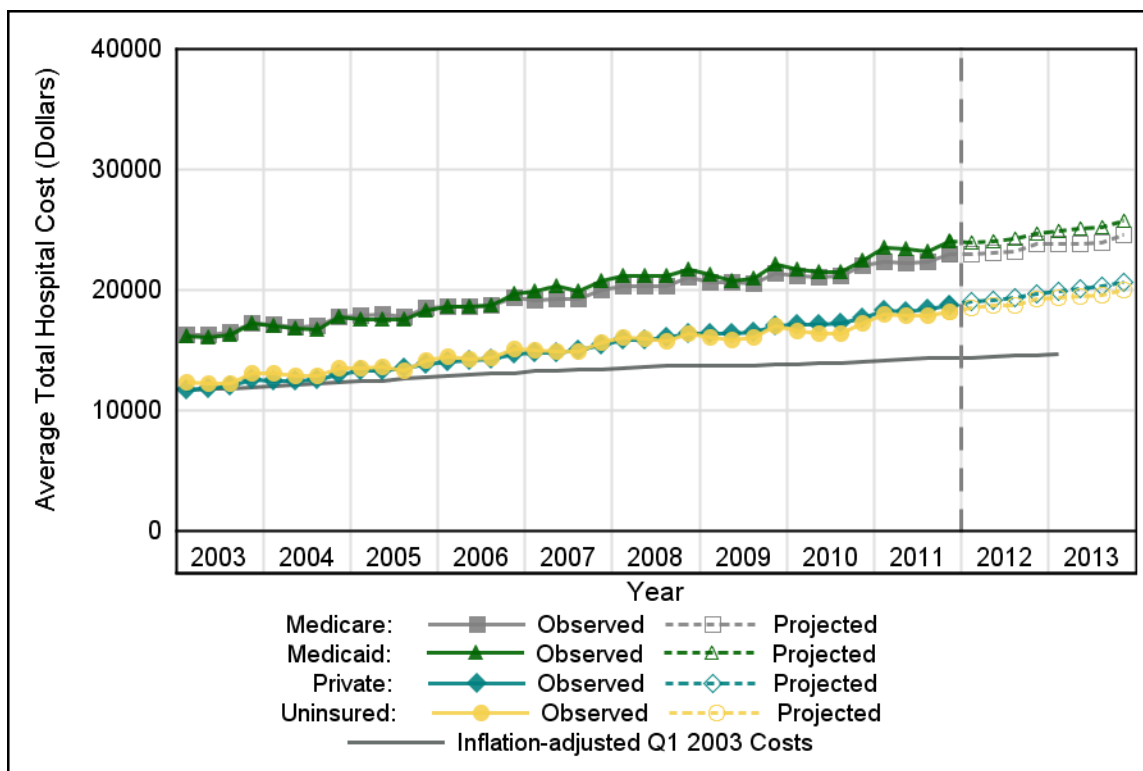 Average Total Hospital Cost (Dollars)
40000
30000
20000
10000
0
2003 2004 2005 2006 2007 2008 2009 2010 2011 2012 2013
Year
Medicare: Observed Projected
Medicaid: Observed Projected
Private: Observed Projected
Uninsured: Observed Projected
Inflation-adjusted Q1 2003 Costs